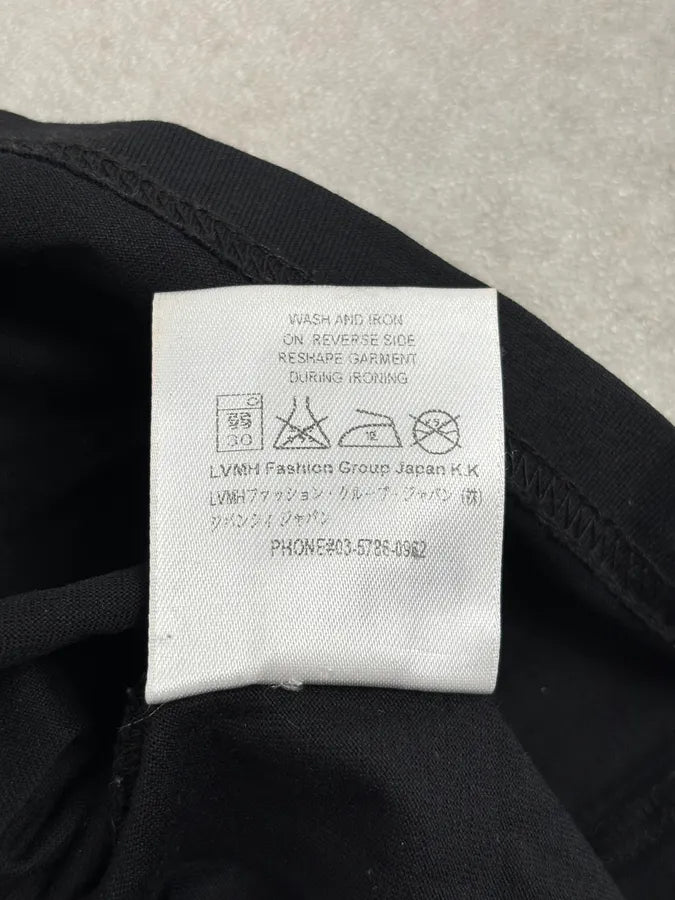 WASH AND IRON
ON REVERSE SIDE
RESHAPE GARMENT
DURING IRONING
30
LVMH Fashion Group Japan K.K
LVMHファッション・グループ・ジャパン (株)
ジバンシイ ジャパン
PHONE#03-5786-0962